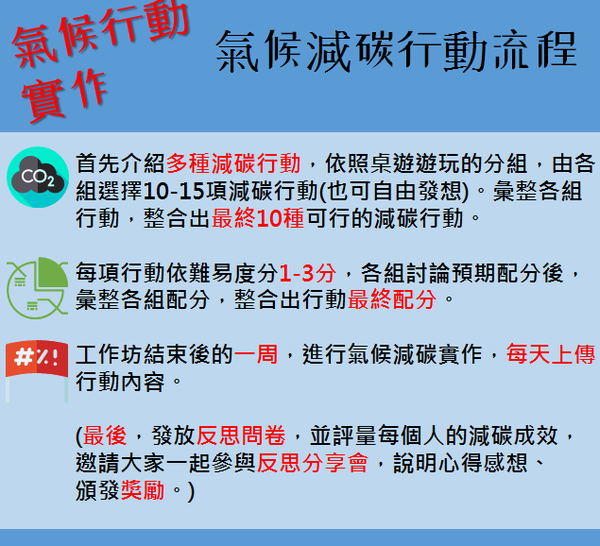 氣候行動
實作
氣候減碳行動流程
CO2
首先介紹多種減碳行動，依照桌遊遊玩的分組，由各
組選擇10-15項減碳行動(也可自由發想)。彙整各組
行動，整合出最終10種可行的減碳行動。
每項行動依難易度分1-3分，各組討論預期配分後，
彙整各組配分，整合出行動最終配分。
#%!
工作坊結束後的一周，進行氣候減碳實作，每天上傳
行動內容。
(最後，發放反思問卷，並評量每個人的減碳成效，
邀請大家一起參與反思分享會，說明心得感想、
頒發獎勵。)